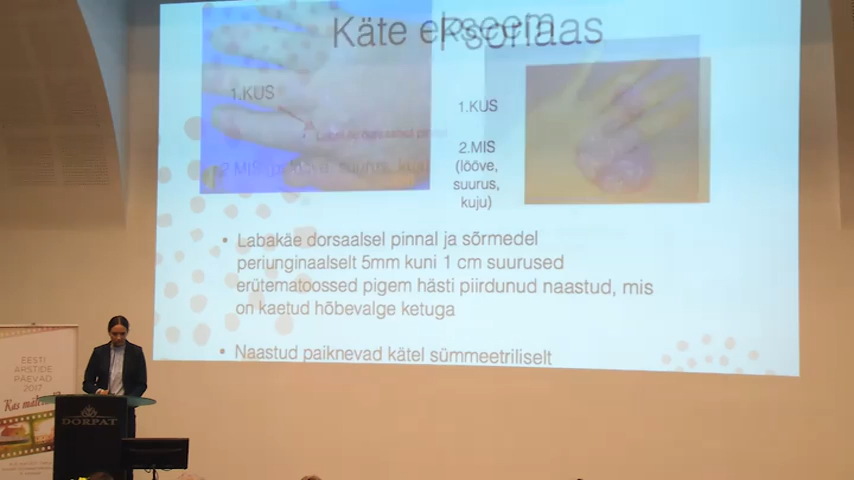 Käte ekseem
Psoriaas
1.KUS
2.MIS
1.KUS
2.MIS
(lööve,
suurus,
kuju)
• Labakäe dorsaalsel pinnal ja sõrmedel
periunginaalselt 5mm kuni 1 cm suurused
erütematoossed pigem hästi piirdunud naastud, mis
on kaetud hõbevalge ketuga
• Naastud paiknevad kätel sümmeetriliselt
EESTI
ARSTIDE
PÄEVAD
2017
DORPAT